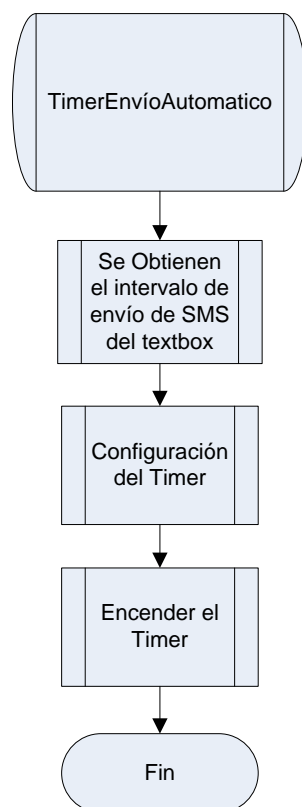 TimerEnvíoAutomatico
Se Obtienen
el intervalo de
envío de SMS
del textbox
Configuración
del Timer
Encender el
Timer
Fin